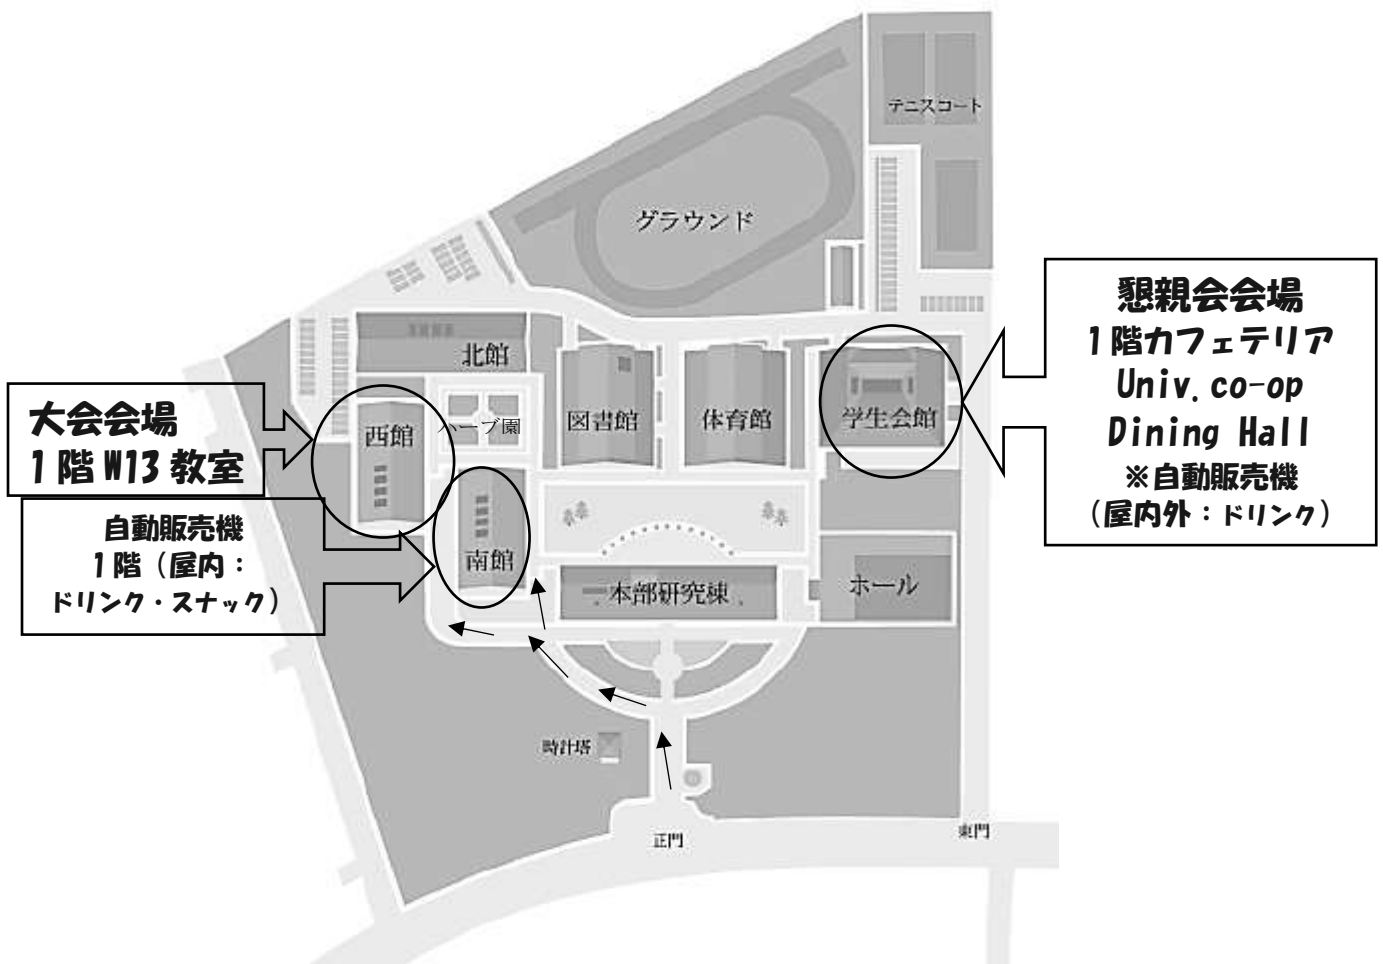 テニスコート
グラウンド
懇親会会場
1階カフェテリア
Univ. co-op
Dining Hall
※自動販売機
(屋内外:ドリンク)
北館
大会会場
1階 W13 教室
西館
ハーブ園
図書館
体育館
学生会館
自動販売機
1階(屋内:
ドリンク・スナック)
南館
本部研究棟
ホール
時計塔
正門
東門